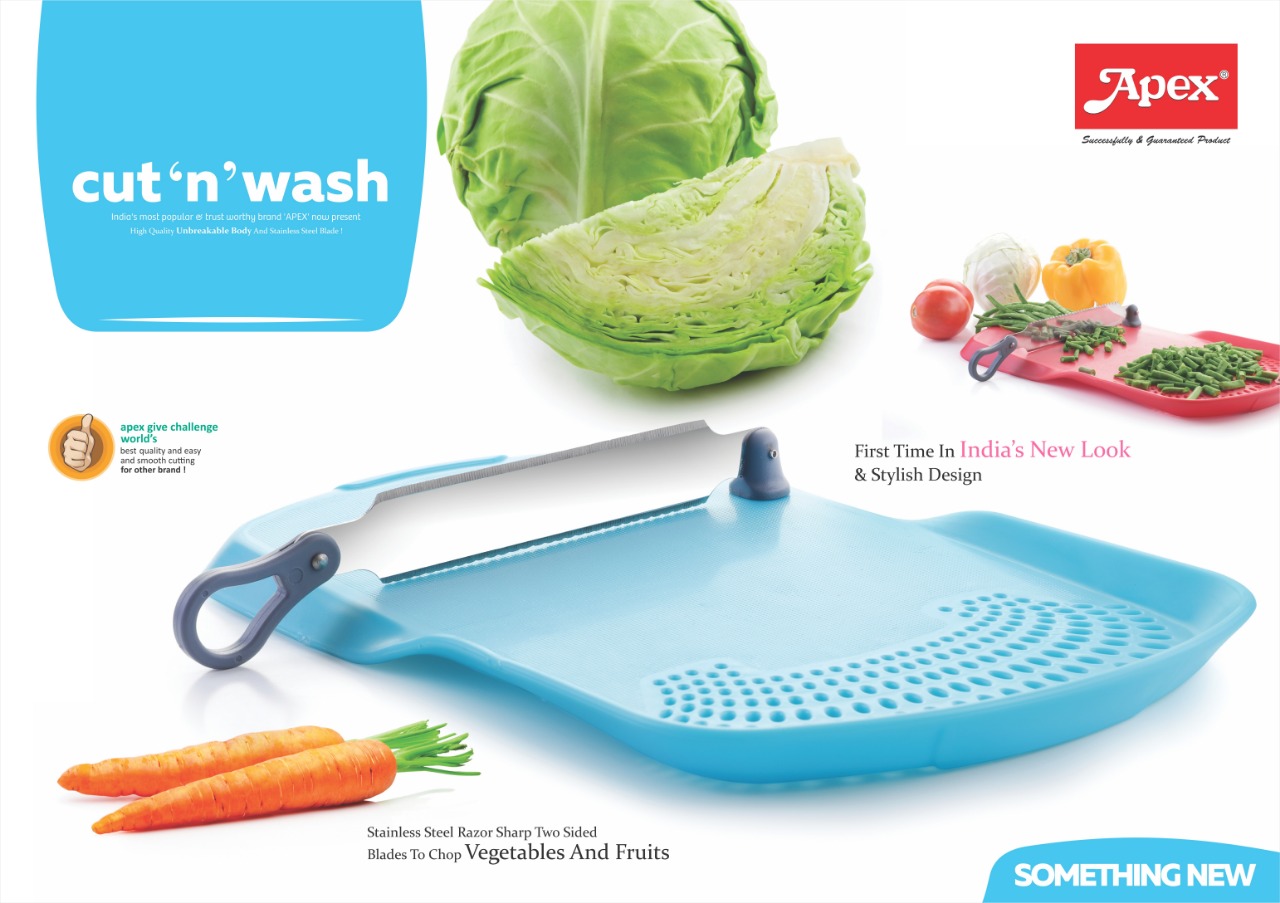 cut 'n' wash
India's most popular & trust worthy brand 'APEX' now present
High Quality Unbreakable Body And Stainless Steel Blade !
Apex®
Successfully & Guaranteed Product
apex give challenge
world's
best quality and easy
and smooth cutting
for other brand !
First Time In India's New Look
& Stylish Design
Stainless Steel Razor Sharp Two Sided
Blades To Chop Vegetables And Fruits
SOMETHING NEW